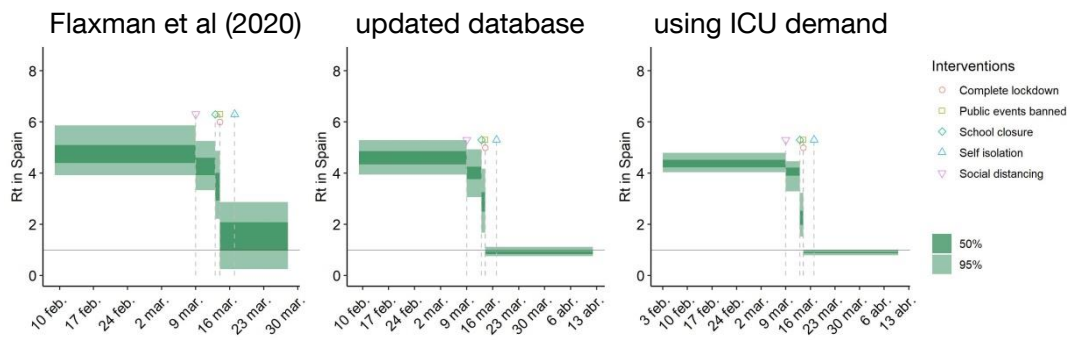 Flaxman et al (2020)
updated database
using ICU demand
Rt in Spain
8
6
4
2
0
10 feb.
17 feb.
24 feb.
2 mar.
9 mar.
16 mar.
23 mar.
30 mar.
Rt in Spain
8
6
4
2
0
10 feb.
17 feb.
24 feb.
2 mar.
9 mar.
16 mar.
23 mar.
30 mar.
6 abr.
13 abr.
Rt in Spain
8
6
4
2
0
3 feb.
10 feb.
17 feb.
24 feb.
2 mar.
9 mar.
16 mar.
23 mar.
30 mar.
6 abr.
13 abr.
Interventions
Complete lockdown
Public events banned
School closure
Self isolation
Social distancing
50%
95%